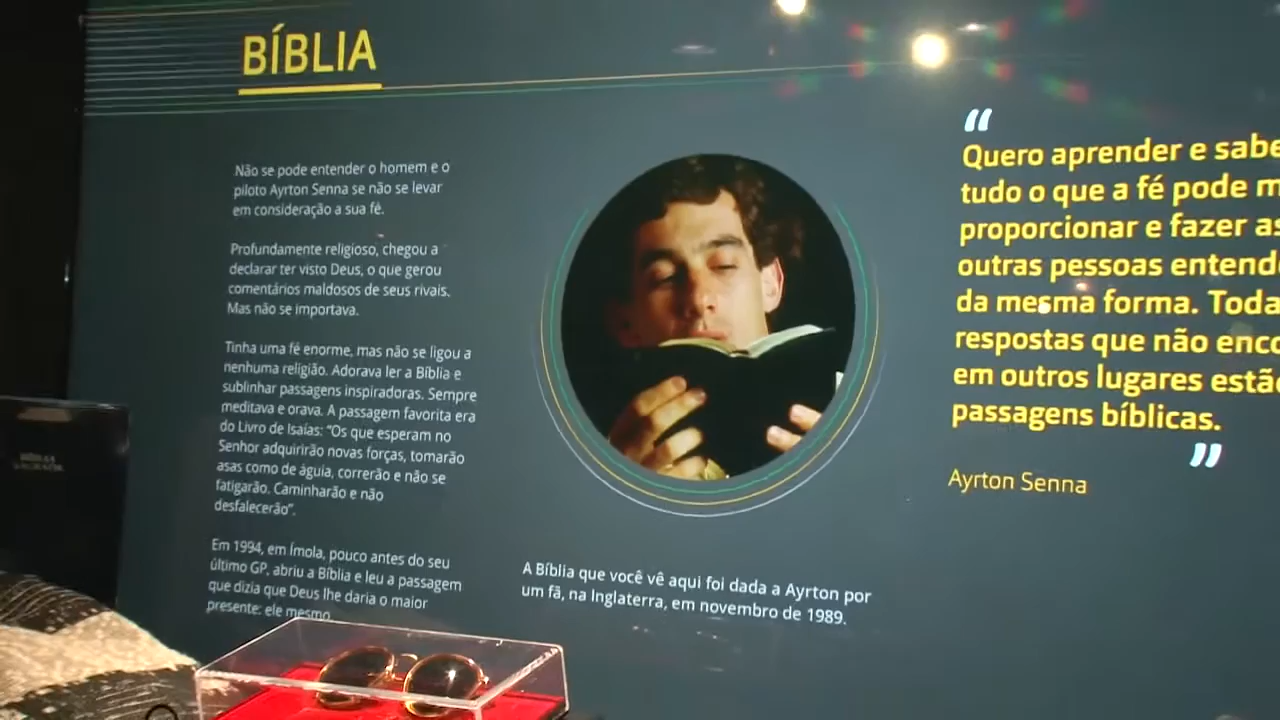 BÍBLIA
Não se pode entender o homem e o
piloto Ayrton Senna se não se levar
em consideração a sua fé.
Profundamente religioso, chegou a
declarar ter visto Deus, o que gerou
comentários maldosos de seus rivais.
Mas não se importava.
Tinha uma fé enorme, mas não se ligou a
nenhuma religião. Adorava ler a Bíblia e
sublinhar passagens inspiradoras. Sempre
meditava e orava. A passagem favorita era
do Livro de Isaías: “Os que esperam no
Senhor adquirirão novas forças, tomarão
asas como de águia, correrão e não se
fatigarão. Caminharão e não
desfalecerão”.
Em 1994, em Ímola, pouco antes do seu
último GP, abriu a Bíblia e leu a passagem
que dizia que Deus lhe daria o maior
presente: ele mesmo
A Bíblia que você vê aqui foi dada a Ayrton por
um fã, na Inglaterra, em novembro de 1989.
“
Quero aprender e sabe
tudo o que a fé pode m
proporcionar e fazer as
outras pessoas entend
da mesma forma. Toda
respostas que não enco
em outros lugares estão
passagens bíblicas.
”
Ayrton Senna
BÍBLIA
SAGRADA